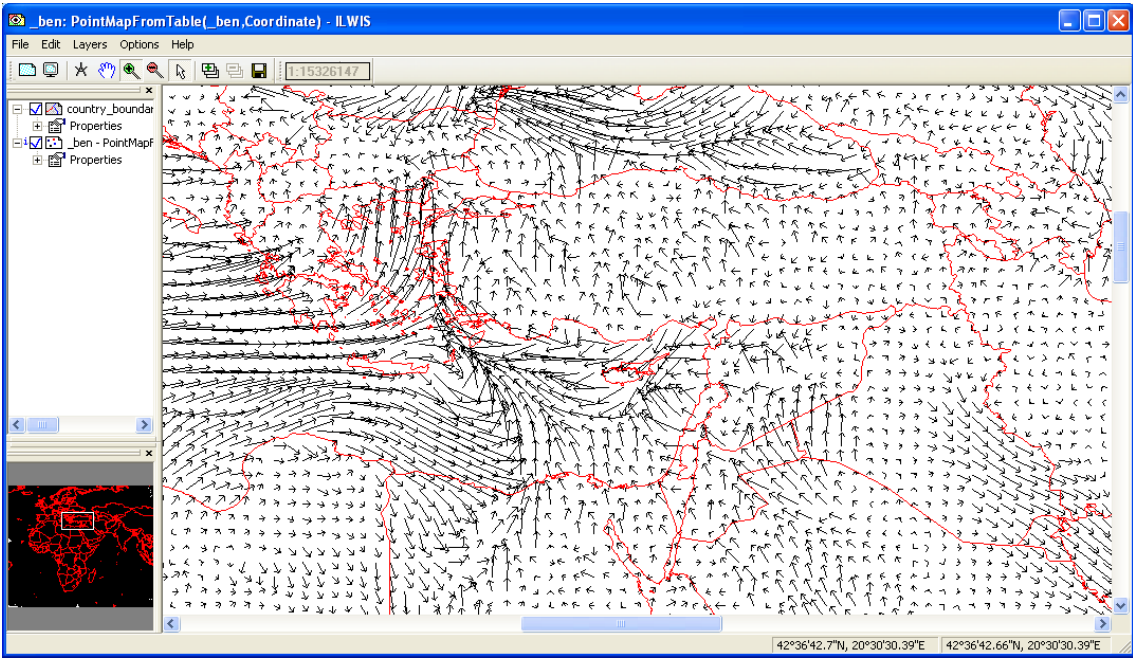 _ben: PointMapFromTable(_ben,Coordinate) - ILWIS
File Edit Layers Options Help
1:15326147
country_boundar
Properties
1 _ben - PointMapF
Properties
42°36'42.7"N, 20°30'30.39"E 42°36'42.66"N, 20°30'30.39"E